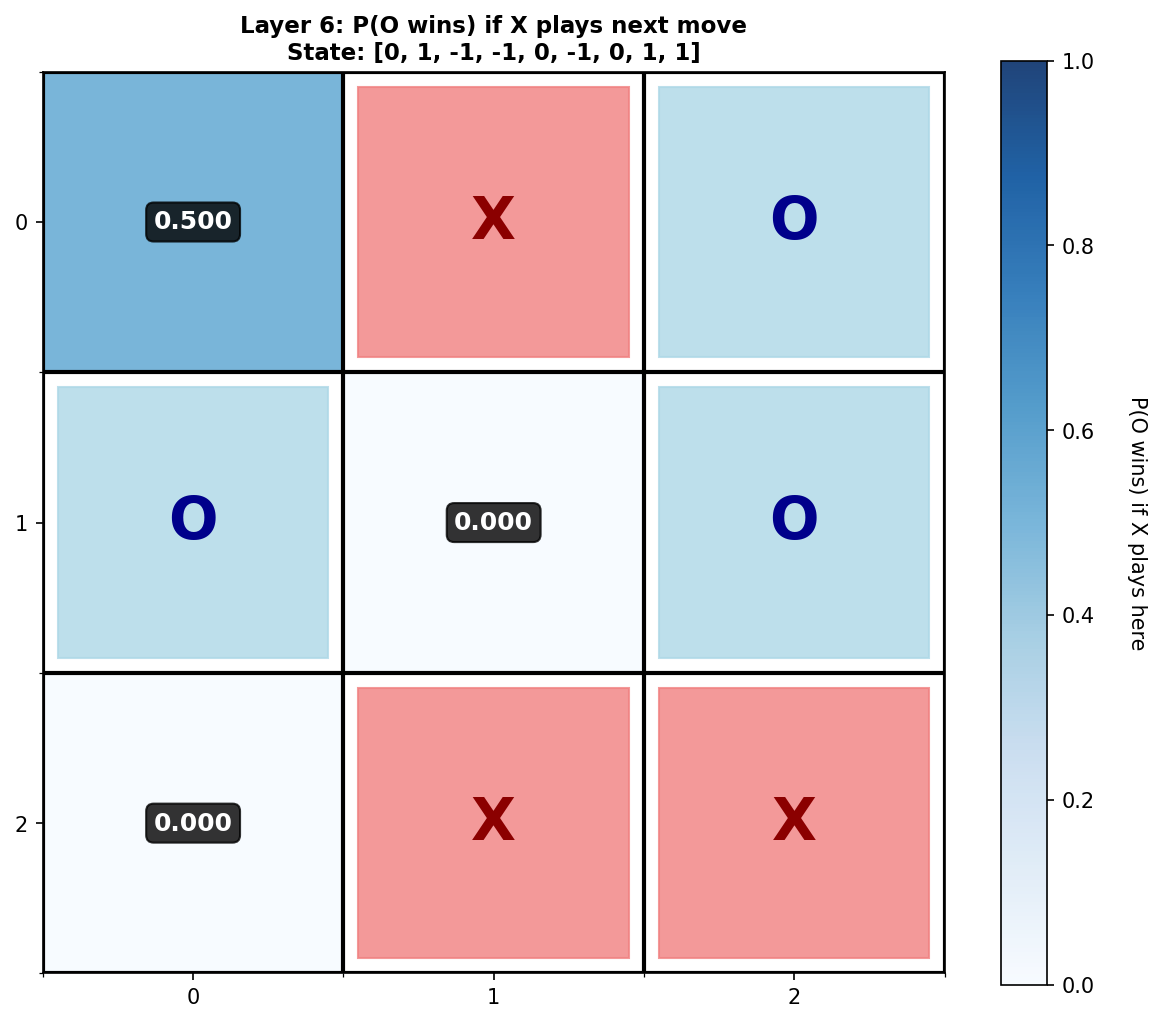 Layer 6: P(O wins) if X plays next move
State: [0, 1, -1, -1, 0, -1, 0, 1, 1]
0
0.500
X
O
1
O
0.000
O
2
0.000
X
X
0
1
2
1.0
0.8
0.6
0.4
0.2
0.0
P(O wins) if X plays here